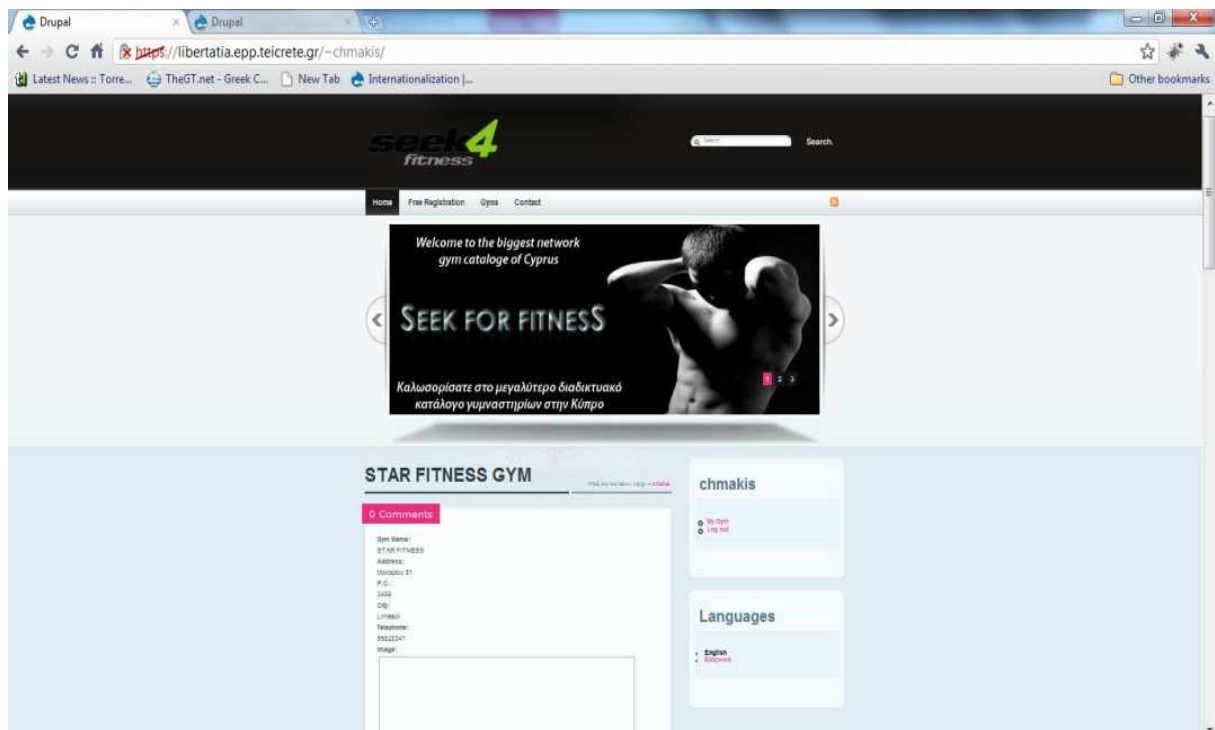 Drupal
Drupal
https://libertatia.epp.teicrete.gr/~chmakis/
Latest News :: Torre...
TheGT.net - Greek C...
New Tab
Internationalization |...
Other bookmarks
seek4
fitness
Search
Search.
Home
Free Registration
Gyms
Contact
Welcome to the biggest network
gym cataloge of Cyprus
SEEK FOR FITNESS
1 2 3
Καλωσορίσατε στο μεγαλύτερο διαδικτυακό
κατάλογο γυμναστηρίων στην Κύπρο
STAR FITNESS GYM
chmakis
0 Comments
My Gym
Log out
Gym Name:
STAR FITNESS
Address:
P.C.:
City:
Telephone:
Image:
Languages
English
Ελληνικά